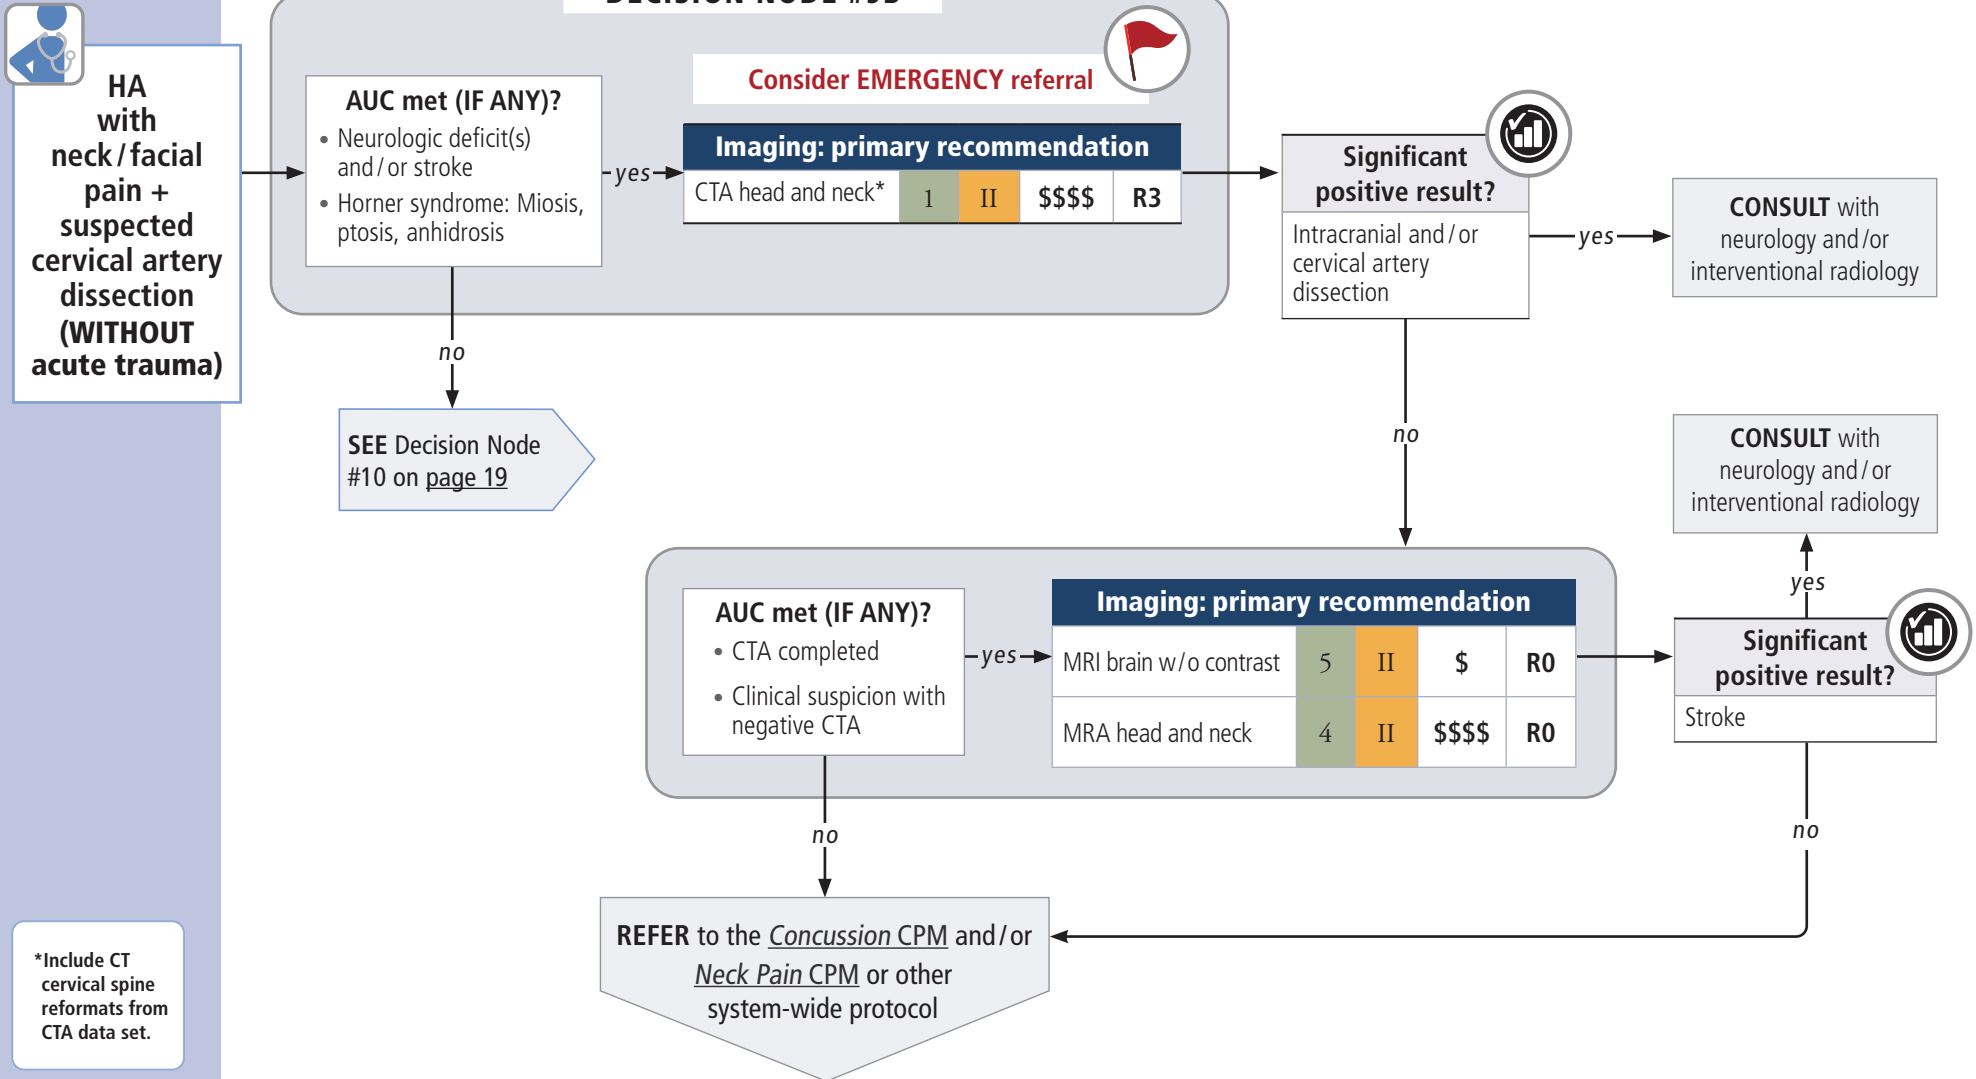 DECISION NODE #9B
HA
with
neck / facial
pain +
suspected
cervical artery
dissection
(WITHOUT
acute trauma)
AUC met (IF ANY)?
• Neurologic deficit(s)
and / or stroke
• Horner syndrome: Miosis,
ptosis, anhidrosis
yes
Consider EMERGENCY referral
Imaging: primary recommendation
CTA head and neck* 1 II $$$$ R3
Significant
positive result?
Intracranial and / or
cervical artery
dissection
yes
CONSULT with
neurology and /or
interventional radiology
no
SEE Decision Node
#10 on page 19
no
AUC met (IF ANY)?
• CTA completed
• Clinical suspicion with
negative CTA
yes
Imaging: primary recommendation
MRI brain w/o contrast 5 II $ R0
MRA head and neck 4 II $$$$ R0
Significant
positive result?
Stroke
yes
CONSULT with
neurology and / or
interventional radiology
no
no
REFER to the Concussion CPM and / or
Neck Pain CPM or other
system-wide protocol
*Include CT
cervical spine
reformats from
CTA data set.